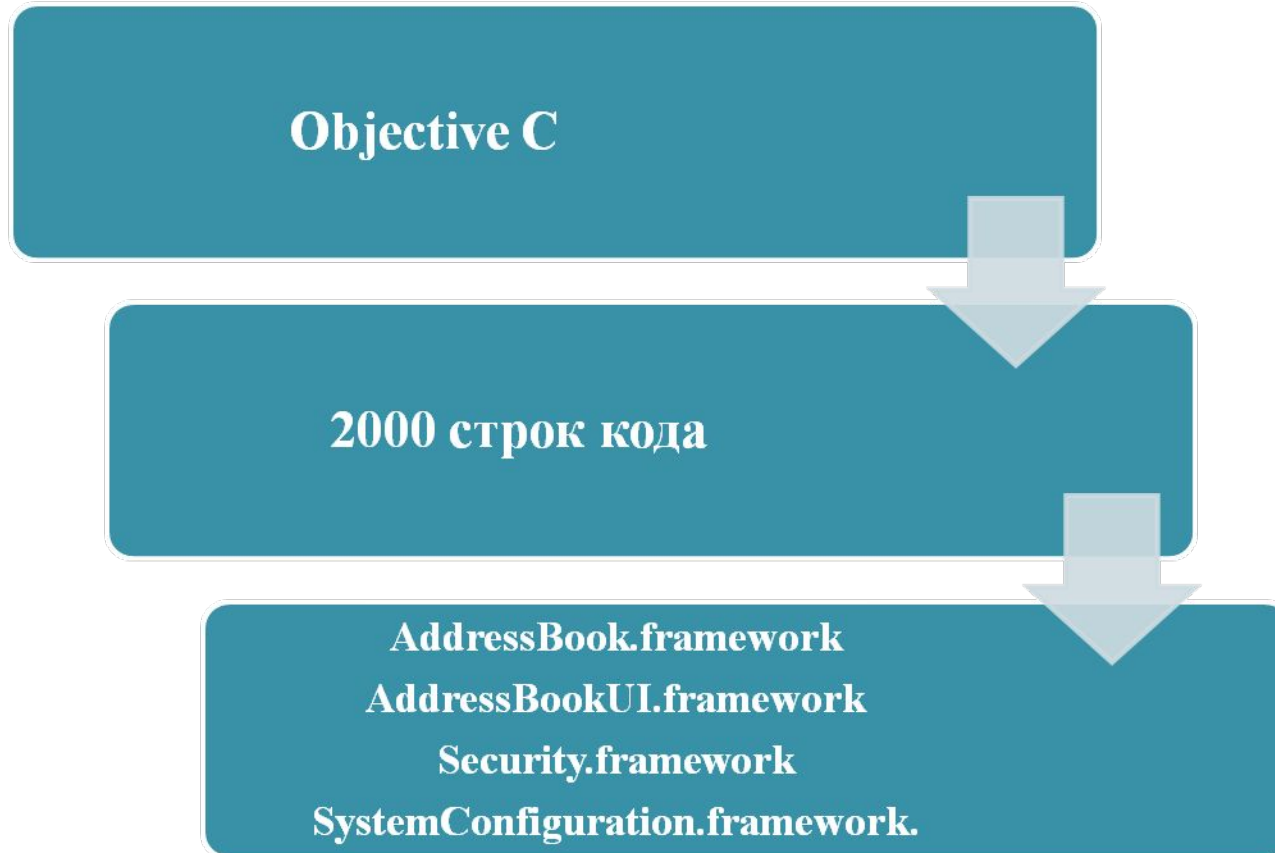 Objective C
2000 строк кода
AddressBook.framework
AddressBookUI.framework
Security.framework
SystemConfiguration.framework.